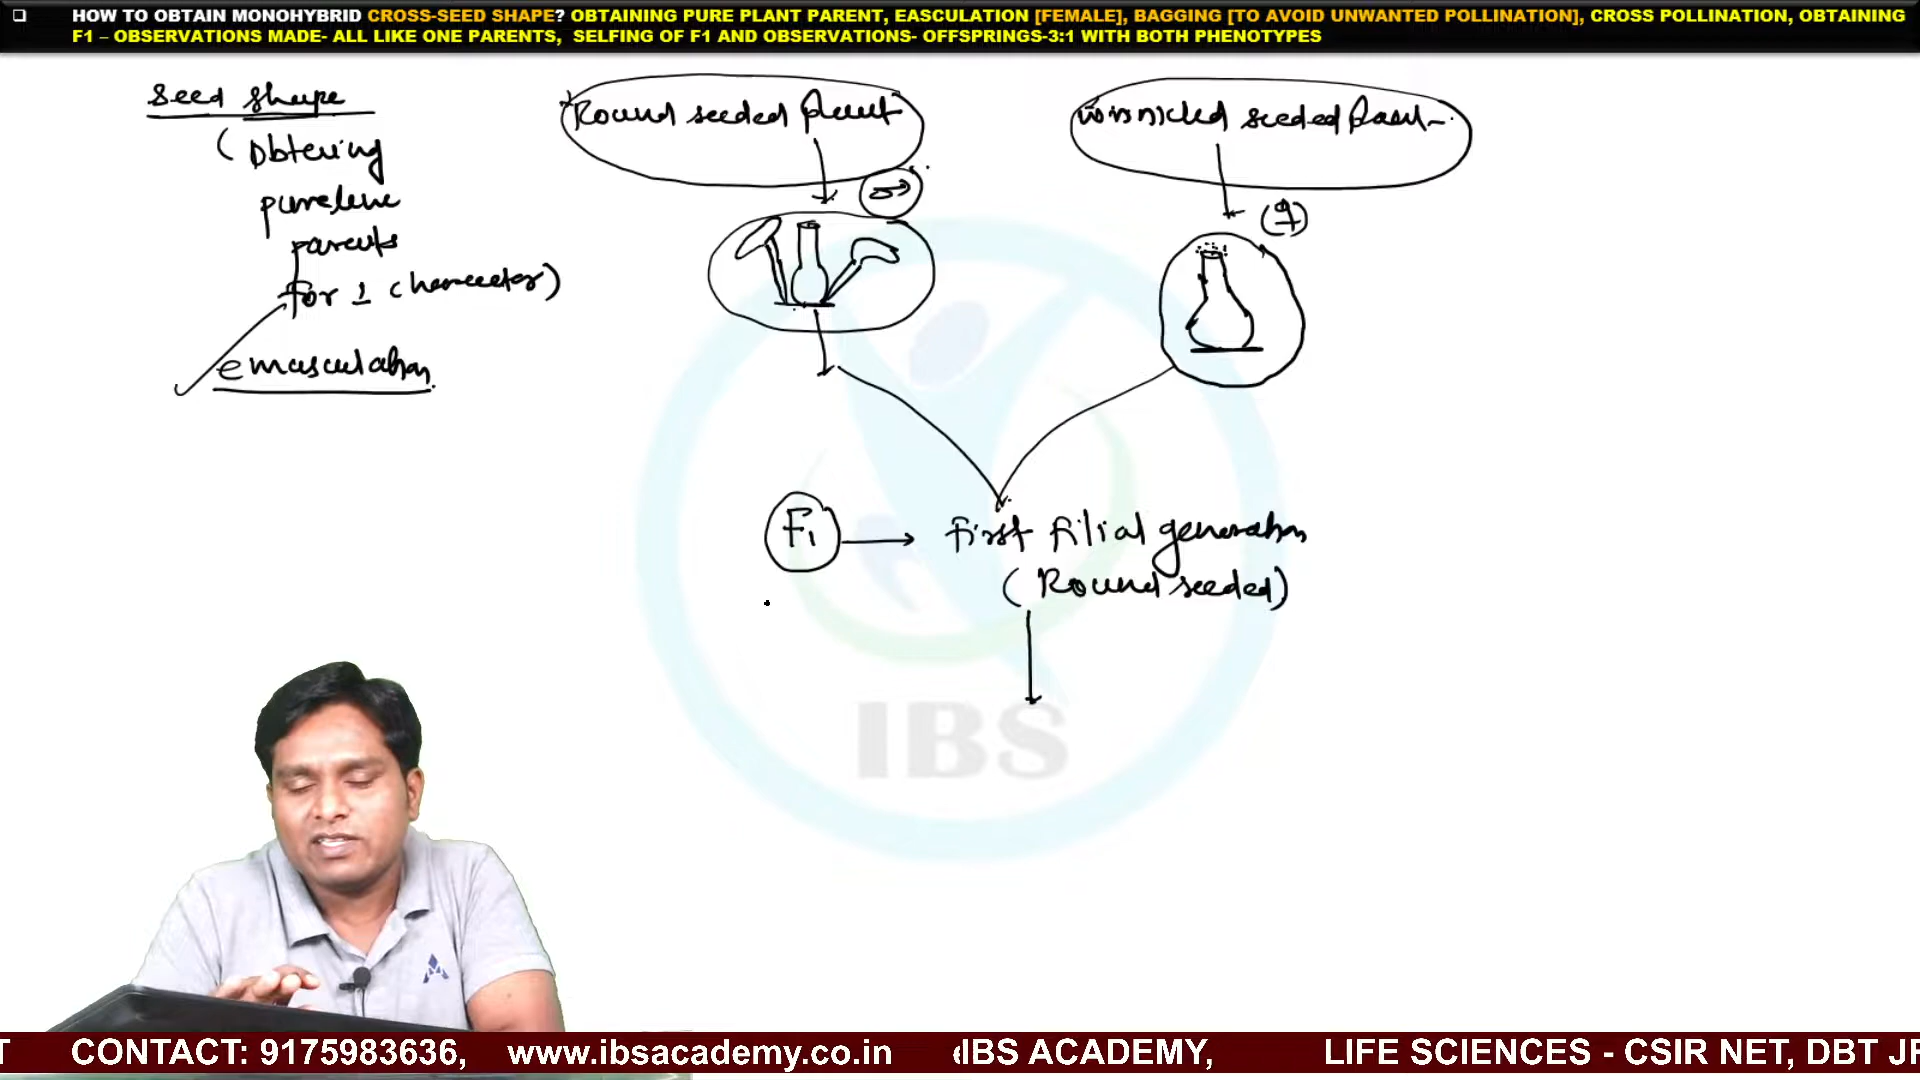 ❑ HOW TO OBTAIN MONOHYBRID CROSS-SEED SHAPE? OBTAINING PURE PLANT PARENT, EASCULATION [FEMALE], BAGGING [TO AVOID UNWANTED POLLINATION], CROSS POLLINATION, OBTAINING
F1 – OBSERVATIONS MADE- ALL LIKE ONE PARENTS, SELFING OF F1 AND OBSERVATIONS- OFFSPRINGS-3:1 WITH BOTH PHENOTYPES
Seed shape
(Obtening
pureline
parents
for 1 character)
emasculation
Round seeded plant
♂
seeded
(♀)
F1 → First filial generation
(Round seeded)
IBS
T CONTACT: 9175983636, www.ibsacademy.co.in IBS ACADEMY, LIFE SCIENCES - CSIR NET, DBT JR